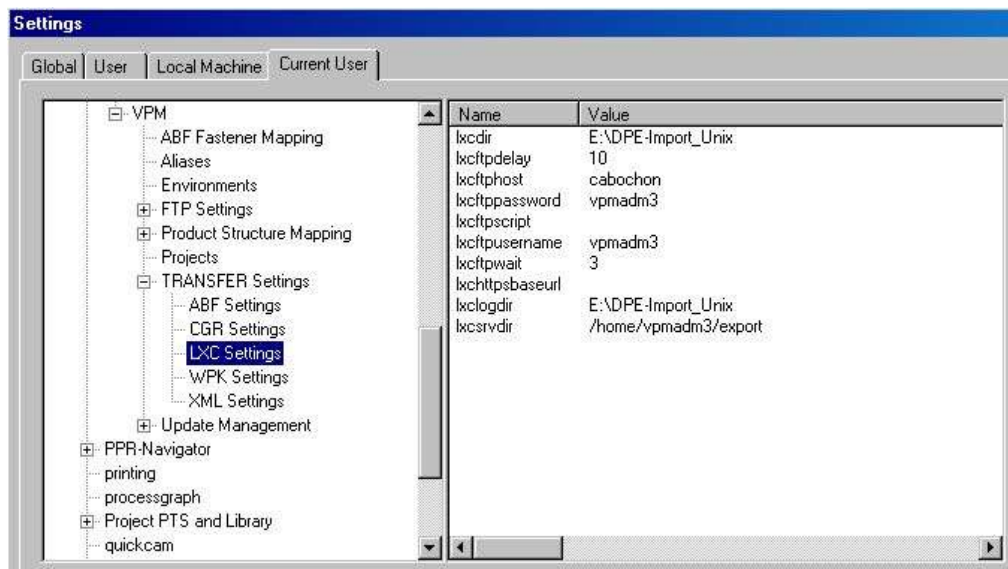 Settings
Global User Local Machine Current User
VPM
ABF Fastener Mapping
Aliases
Environments
FTP Settings
Product Structure Mapping
Projects
TRANSFER Settings
ABF Settings
CGR Settings
LXC Settings
WPK Settings
XML Settings
Update Management
PPR-Navigator
printing
processgraph
Project PTS and Library
quickcam
Name Value
lxcdir E:\DPE-Import_Unix
lxcftpdelay 10
lxcftphost cabochon
lxcftppassword vpmadm3
lxcftpscript
lxcftpusername vpmadm3
lxcftpwait 3
lxchttpsbaseurl
lxclogdir E:\DPE-Import_Unix
lxcsrvdir /home/vpmadm3/export